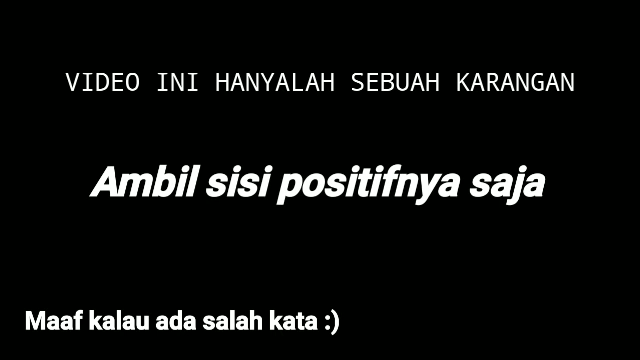 VIDEO INI HANYALAH SEBUAH KARANGAN
Ambil sisi positifnya saja
Maaf kalau ada salah kata :)